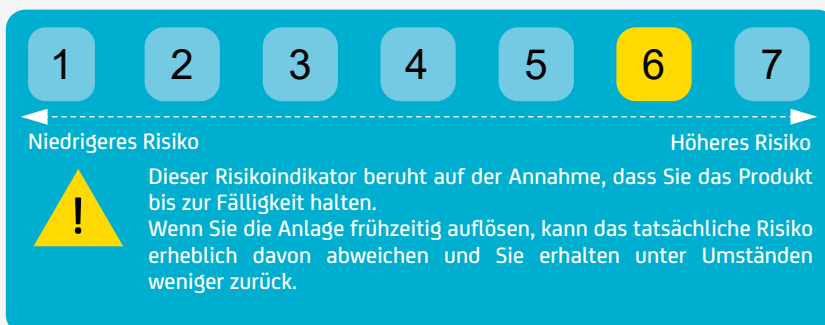 1 2 3 4 5 6 7
Niedrigeres Risiko Höheres Risiko
!
Dieser Risikoindikator beruht auf der Annahme, dass Sie das Produkt
bis zur Fälligkeit halten.
Wenn Sie die Anlage frühzeitig auflösen, kann das tatsächliche Risiko
erheblich davon abweichen und Sie erhalten unter Umständen
weniger zurück.